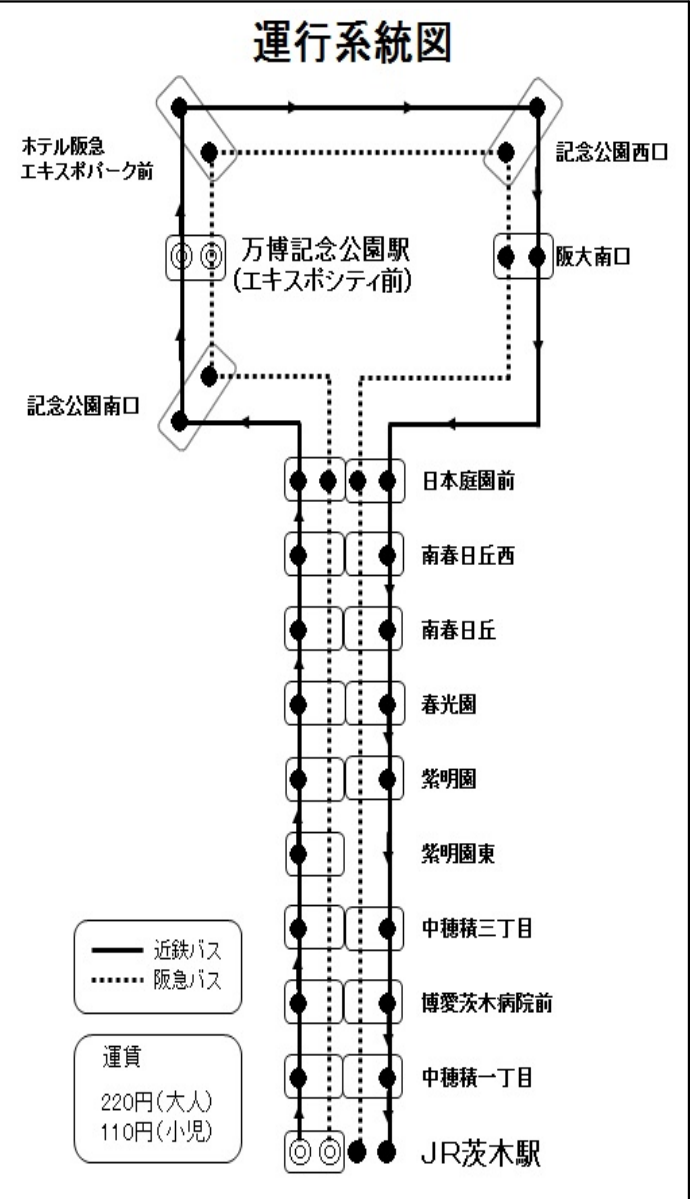 運行系統図
ホテル阪急
エキスポパーク前
記念公園西口
万博記念公園駅
(エキスポシティ前)
阪大南口
記念公園南口
日本庭園前
南春日丘西
南春日丘
春光園
紫明園
紫明園東
中穂積三丁目
博愛茨木病院前
中穂積一丁目
JR茨木駅
近鉄バス
阪急バス
運賃
220円(大人)
110円(小児)